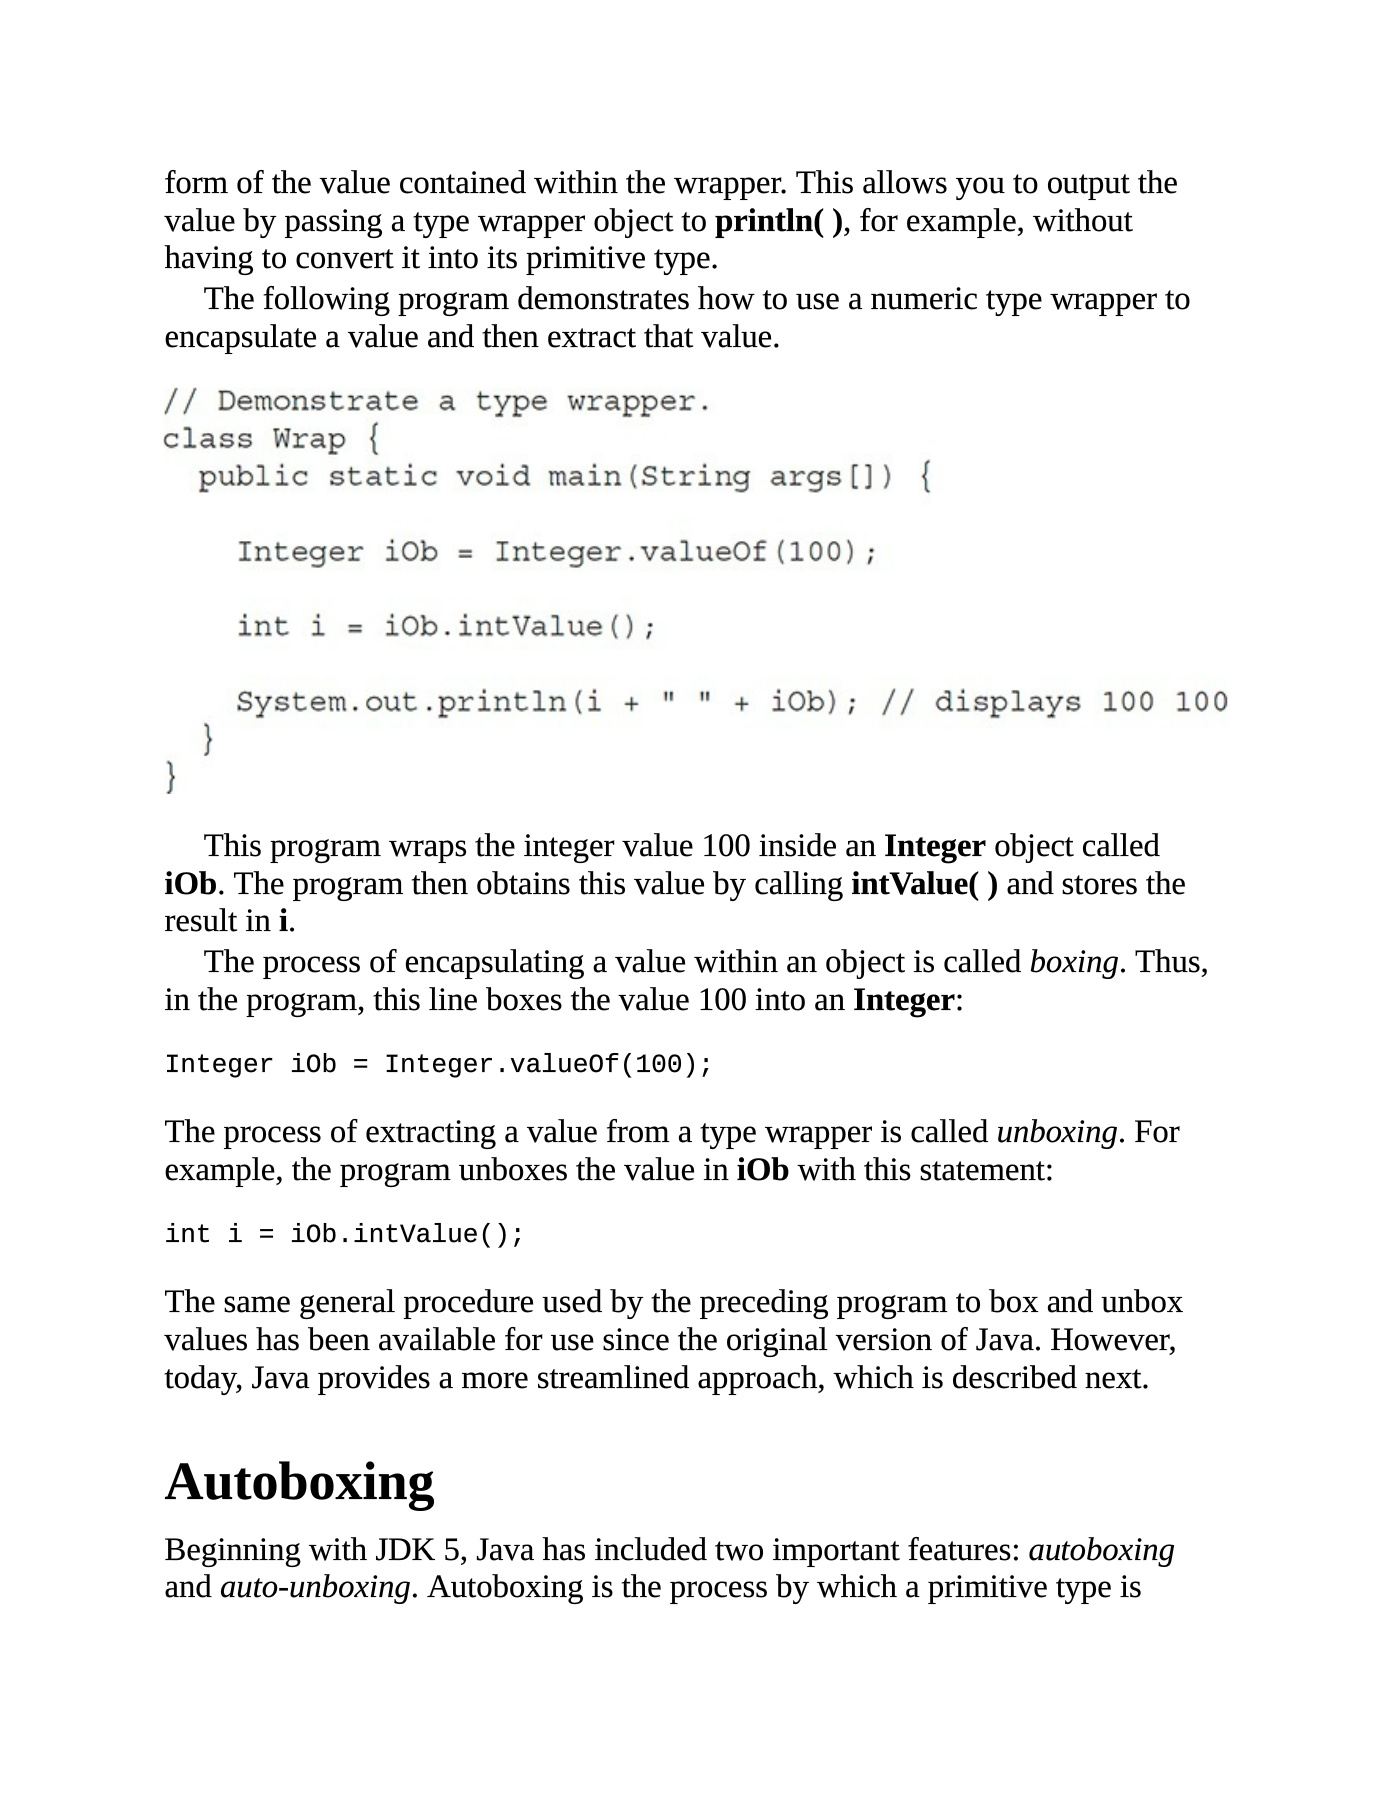 form of the value contained within the wrapper. This allows you to output the
value by passing a type wrapper object to println( ), for example, without
having to convert it into its primitive type.
The following program demonstrates how to use a numeric type wrapper to
encapsulate a value and then extract that value.
// Demonstrate a type wrapper.
class Wrap {
  public static void main(String args[]) {
    Integer iOb = Integer.valueOf(100);
    int i = iOb.intValue();
    System.out.println(i + " " + iOb); // displays 100 100
  }
}
This program wraps the integer value 100 inside an Integer object called
iOb. The program then obtains this value by calling intValue( ) and stores the
result in i.
The process of encapsulating a value within an object is called boxing. Thus,
in the program, this line boxes the value 100 into an Integer:
Integer iOb = Integer.valueOf(100);
The process of extracting a value from a type wrapper is called unboxing. For
example, the program unboxes the value in iOb with this statement:
int i = iOb.intValue();
The same general procedure used by the preceding program to box and unbox
values has been available for use since the original version of Java. However,
today, Java provides a more streamlined approach, which is described next.
Autoboxing
Beginning with JDK 5, Java has included two important features: autoboxing
and auto-unboxing. Autoboxing is the process by which a primitive type is